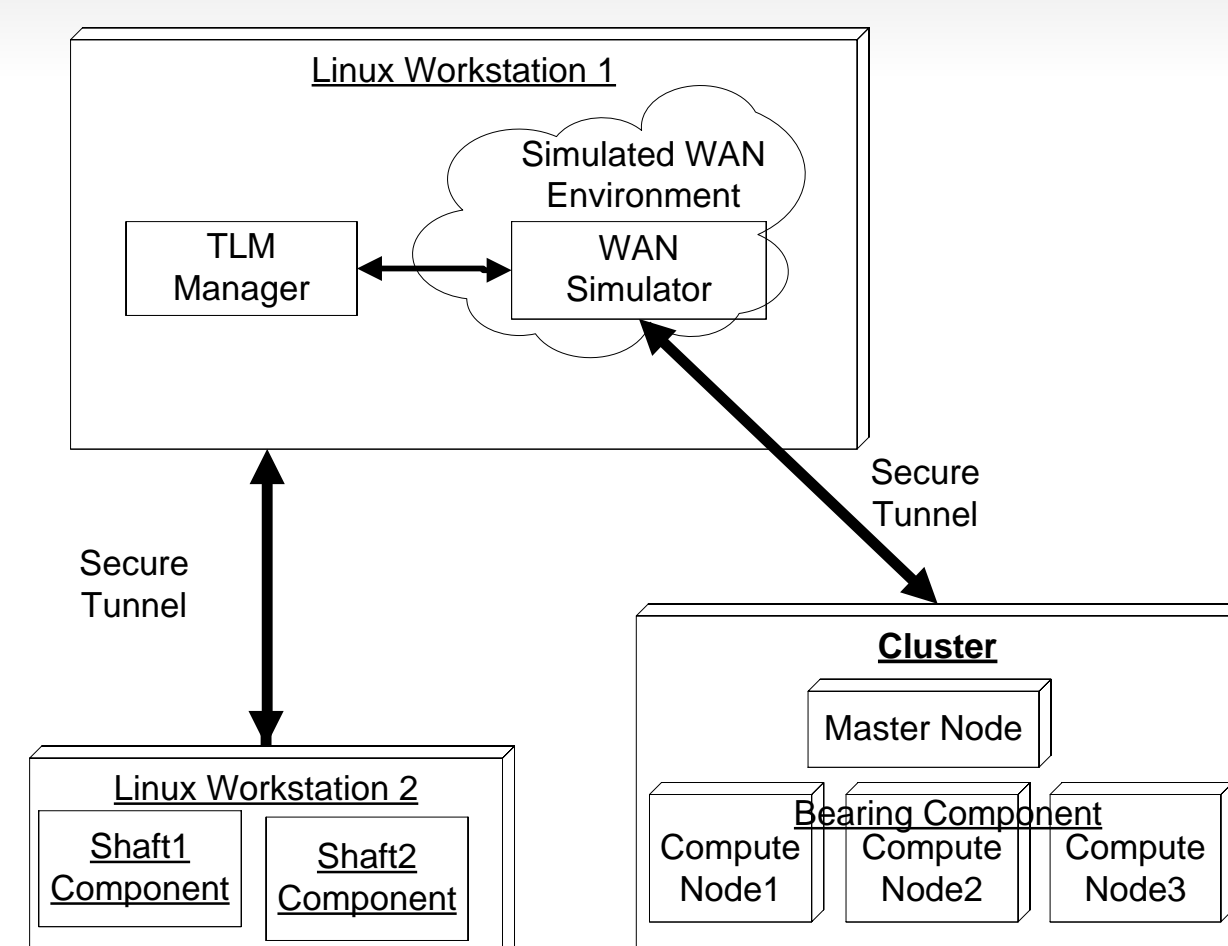 Linux Workstation 1
Simulated WAN
Environment
TLM
Manager
WAN
Simulator
Secure
Tunnel
Secure
Tunnel
Cluster
Master Node
Bearing Component
Compute
Node1
Compute
Node2
Compute
Node3
Linux Workstation 2
Shaft1
Component
Shaft2
Component